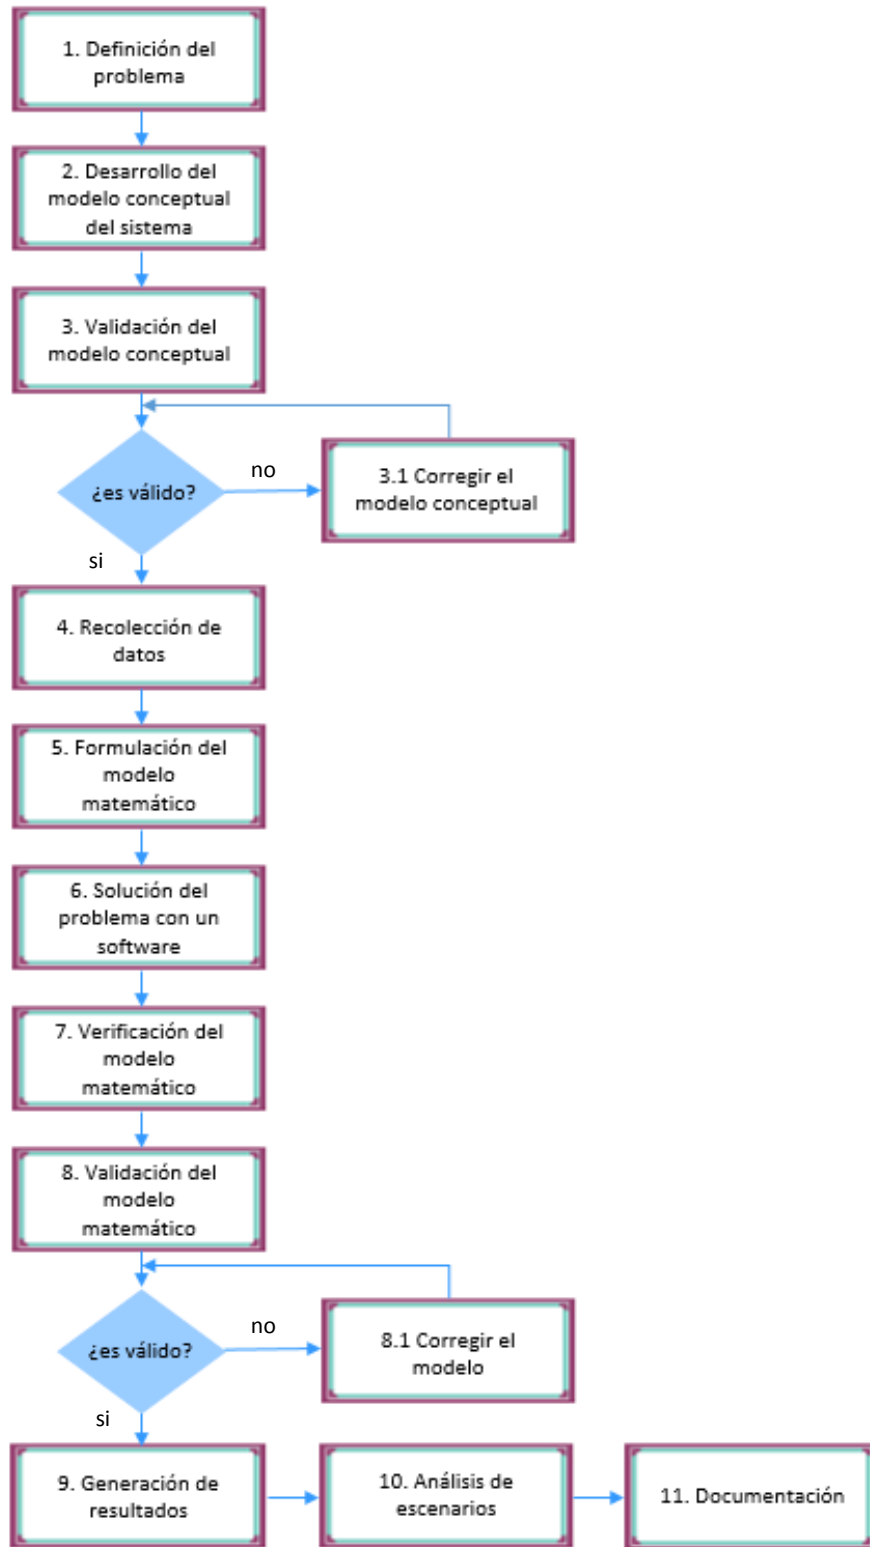 1. Definición del
problema
2. Desarrollo del
modelo conceptual
del sistema
3. Validación del
modelo conceptual
¿es válido?
no
3.1 Corregir el
modelo conceptual
si
4. Recolección de
datos
5. Formulación del
modelo
matemático
6. Solución del
problema con un
software
7. Verificación del
modelo
matemático
8. Validación del
modelo
matemático
¿es válido?
no
8.1 Corregir el
modelo
si
9. Generación de
resultados
10. Análisis de
escenarios
11. Documentación